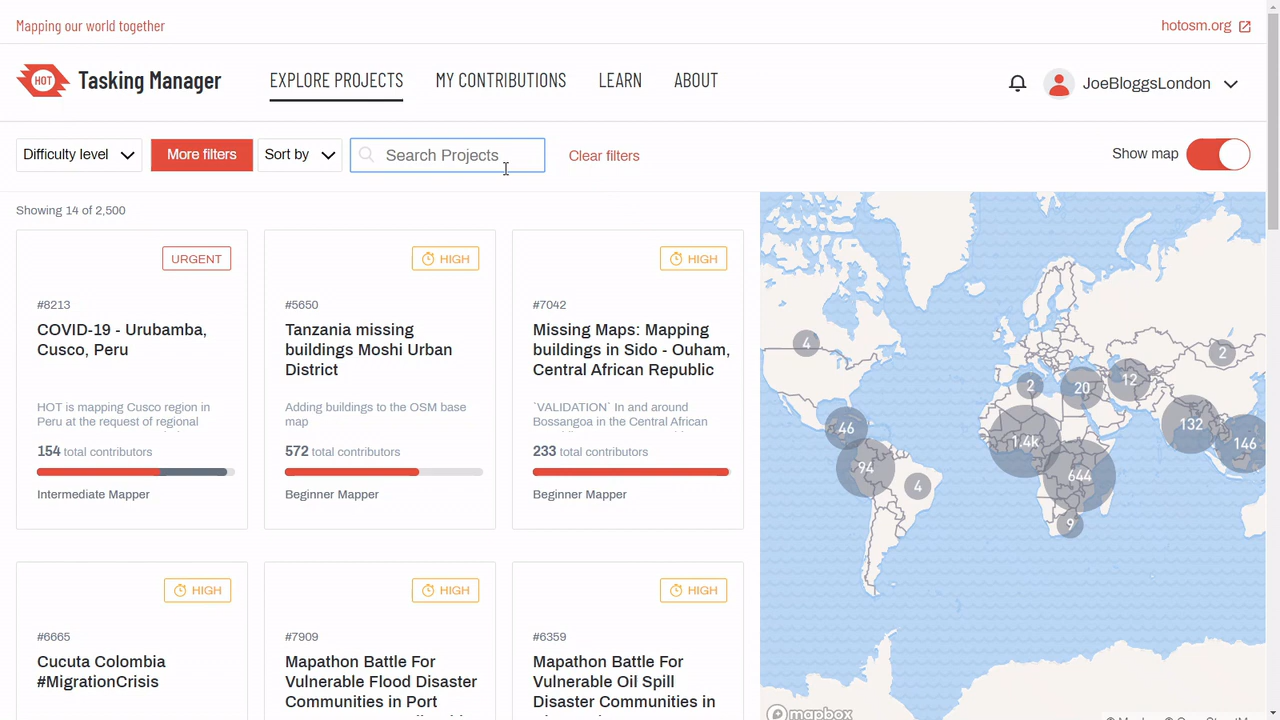 Mapping our world together
hotosm.org
HOT
Tasking Manager
EXPLORE PROJECTS
MY CONTRIBUTIONS
LEARN
ABOUT
JoeBloggsLondon
Difficulty level
More filters
Sort by
Search Projects
Clear filters
Show map
Showing 14 of 2,500
URGENT
#8213
COVID-19 - Urubamba,
Cusco, Peru
HOT is mapping Cusco region in
Peru at the request of regional
154 total contributors
Intermediate Mapper
HIGH
#5650
Tanzania missing
buildings Moshi Urban
District
Adding buildings to the OSM base
map
572 total contributors
Beginner Mapper
HIGH
#7042
Missing Maps: Mapping
buildings in Sido - Ouham,
Central African Republic
`VALIDATION` In and around
Bossangoa in the Central African
233 total contributors
Beginner Mapper
HIGH
#6665
Cucuta Colombia
#MigrationCrisis
HIGH
#7909
Mapathon Battle For
Vulnerable Flood Disaster
Communities in Port
HIGH
#6359
Mapathon Battle For
Vulnerable Oil Spill
Disaster Communities in
4
2
2
20
12
46
1.4k
132
146
94
644
4
9
mapbox